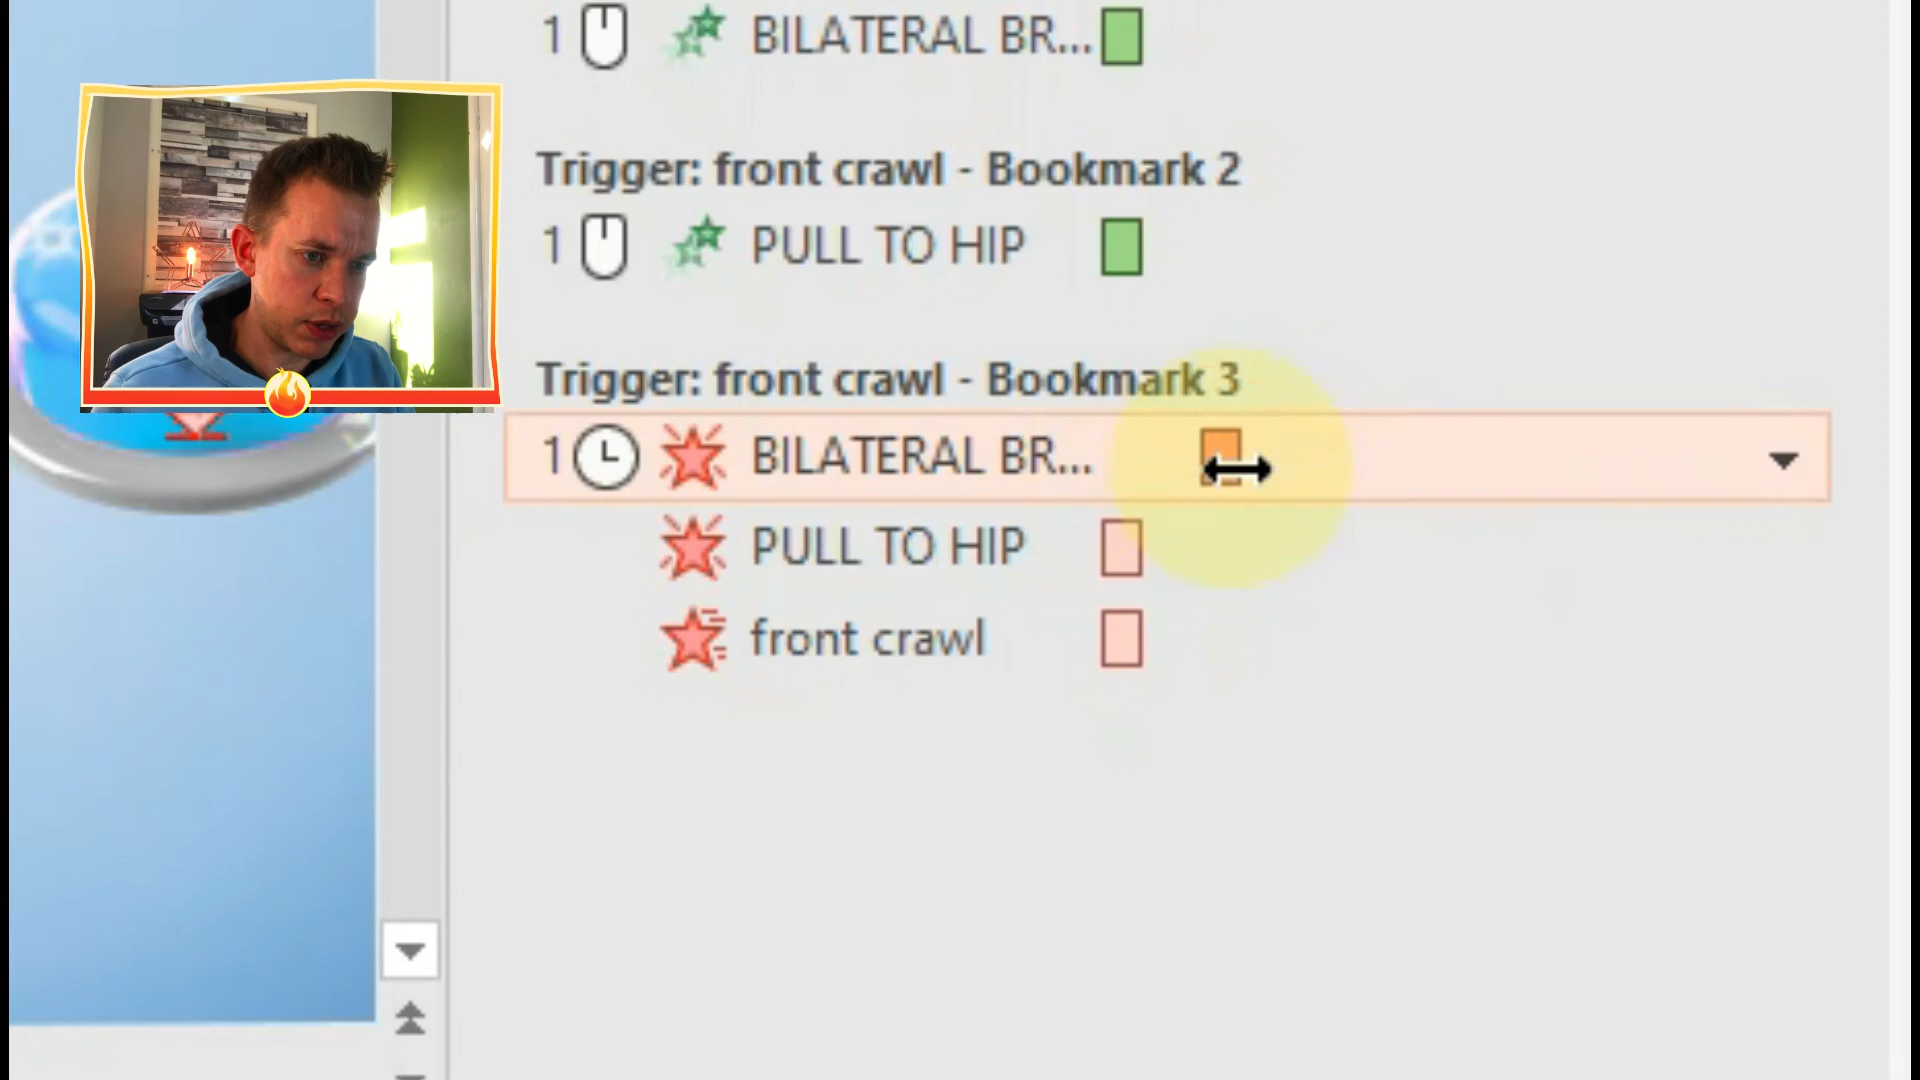 1 BILATERAL BR...
Trigger: front crawl - Bookmark 2
1 PULL TO HIP
Trigger: front crawl - Bookmark 3
1 BILATERAL BR...
PULL TO HIP
front crawl